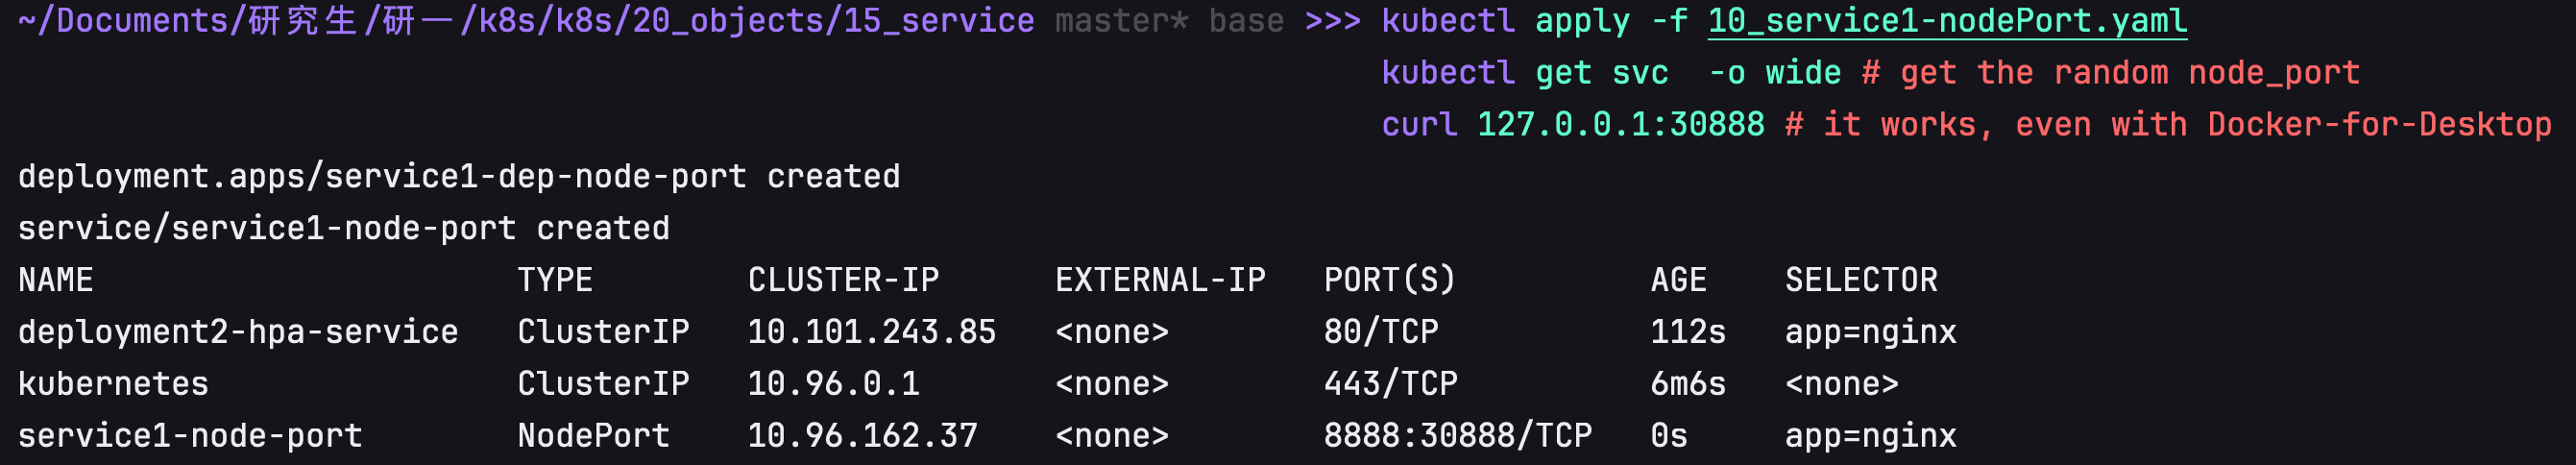 ~/Documents/研究生/研一/k8s/k8s/20_objects/15_service master* base >>> kubectl apply -f 10_service1-nodePort.yaml
kubectl get svc  -o wide # get the random node_port
curl 127.0.0.1:30888 # it works, even with Docker-for-Desktop
deployment.apps/service1-dep-node-port created
service/service1-node-port created
NAME                      TYPE        CLUSTER-IP      EXTERNAL-IP   PORT(S)          AGE    SELECTOR
deployment2-hpa-service   ClusterIP   10.101.243.85   <none>        80/TCP           112s   app=nginx
kubernetes                ClusterIP   10.96.0.1       <none>        443/TCP          6m6s   <none>
service1-node-port        NodePort    10.96.162.37    <none>        8888:30888/TCP   0s     app=nginx